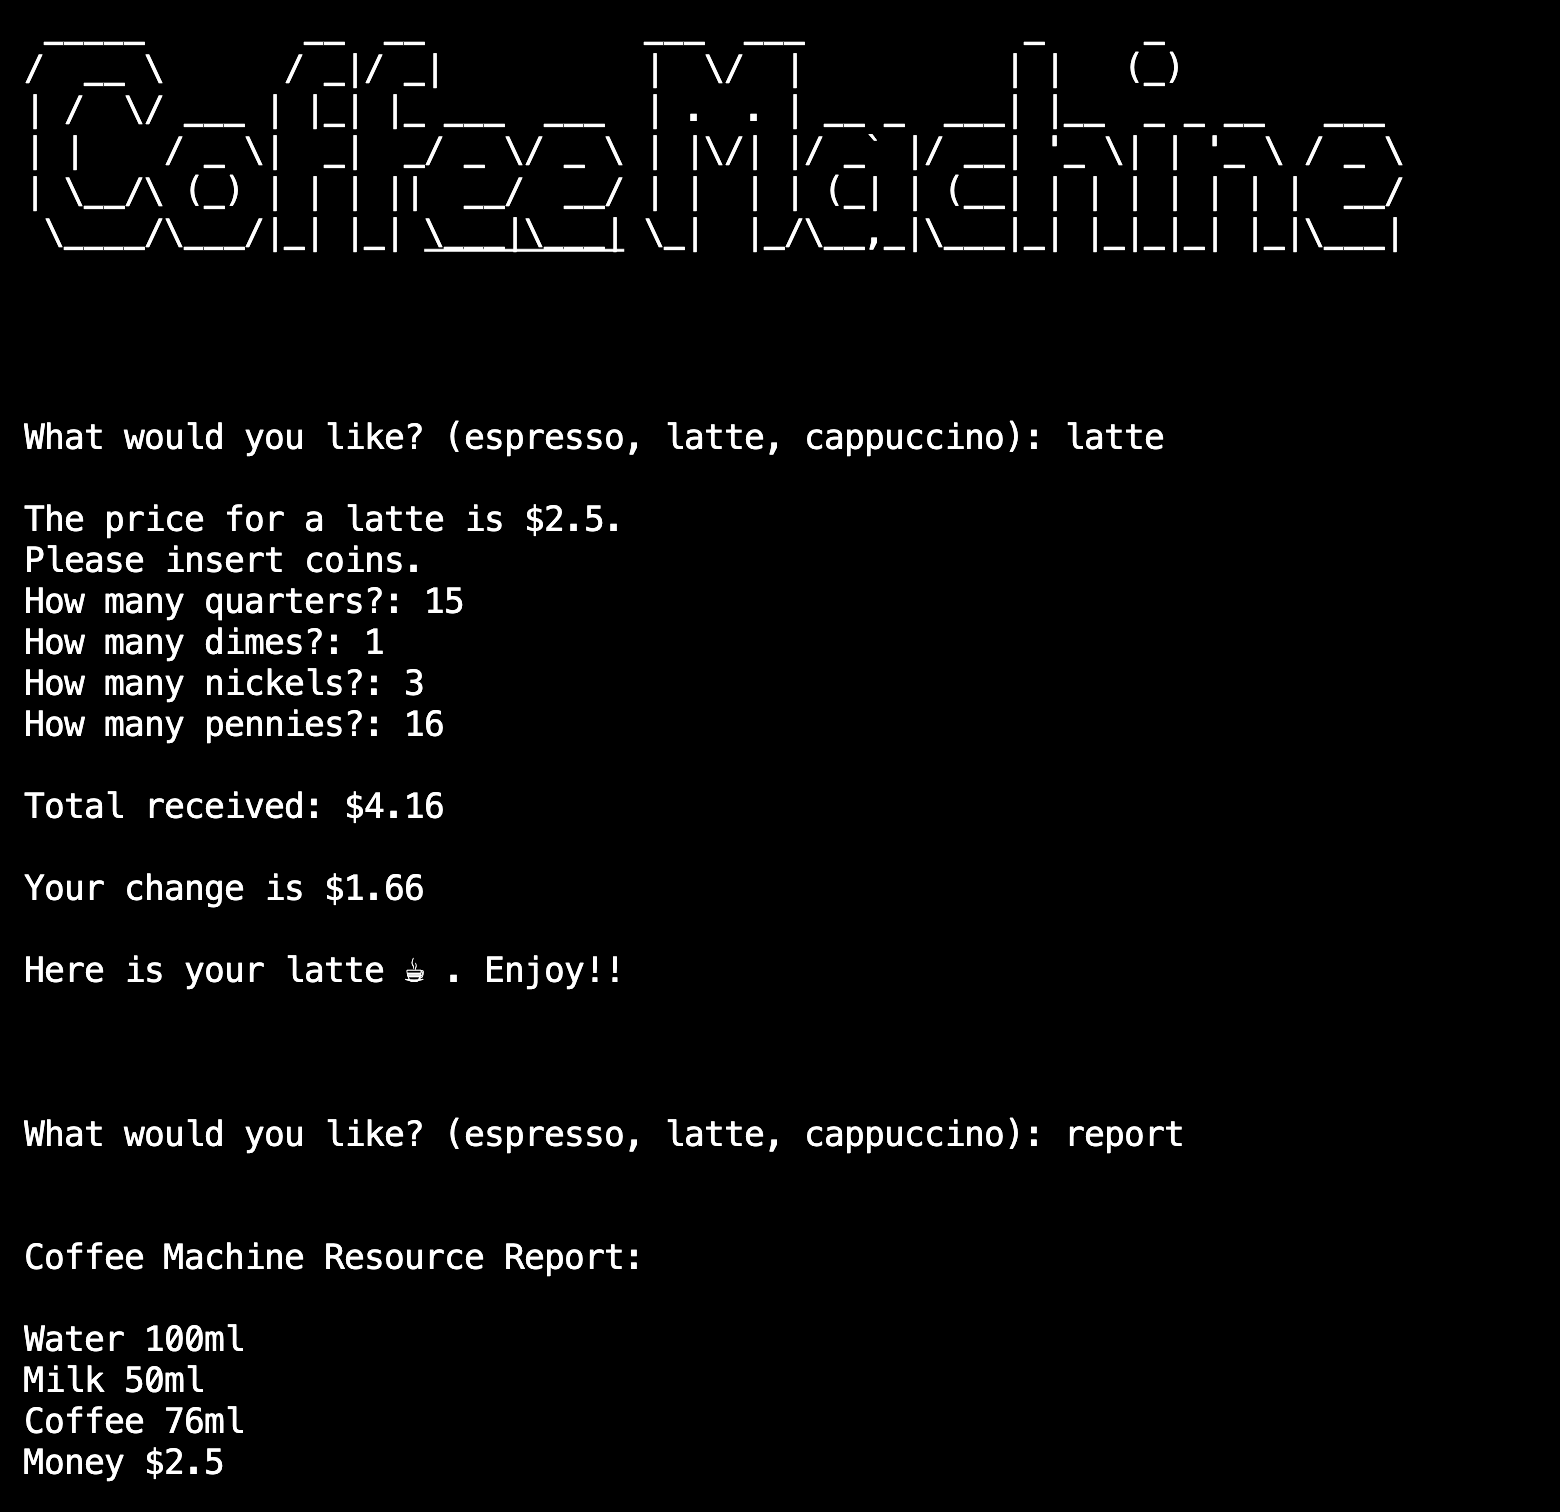 Coffee Machine
What would you like? (espresso, latte, cappuccino): latte
The price for a latte is $2.5.
Please insert coins.
How many quarters?: 15
How many dimes?: 1
How many nickels?: 3
How many pennies?: 16
Total received: $4.16
Your change is $1.66
Here is your latte ☕ . Enjoy!!
What would you like? (espresso, latte, cappuccino): report
Coffee Machine Resource Report:
Water 100ml
Milk 50ml
Coffee 76ml
Money $2.5